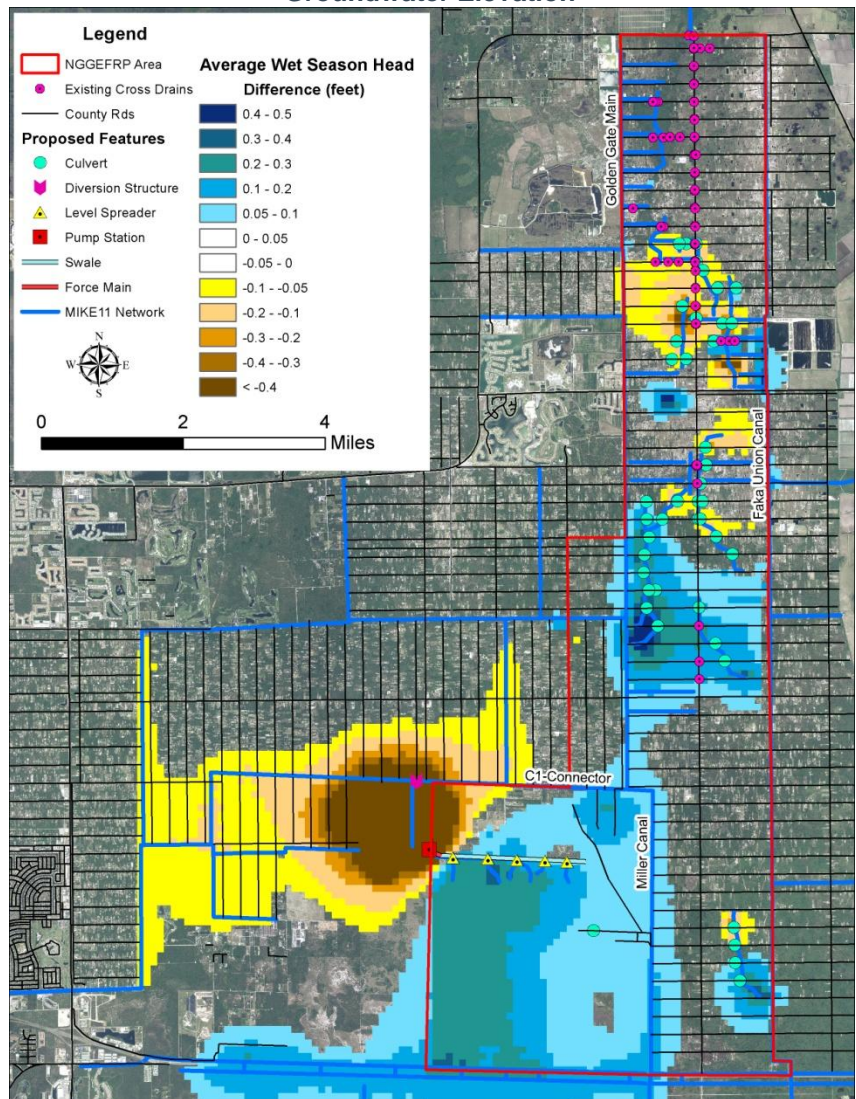 Groundwater Elevation
Legend
NGGEFRP Area
Existing Cross Drains
County Rds
Proposed Features
Culvert
Diversion Structure
Level Spreader
Pump Station
Swale
Force Main
MIKE11 Network
N
W E
S
Average Wet Season Head
Difference (feet)
0.4 - 0.5
0.3 - 0.4
0.2 - 0.3
0.1 - 0.2
0.05 - 0.1
0 - 0.05
-0.05 - 0
-0.1 - -0.05
-0.2 - -0.1
-0.3 - -0.2
-0.4 - -0.3
< -0.4
0 2 4
Miles
Golden Gate Main
Faka Union Canal
C1-Connector
Miller Canal